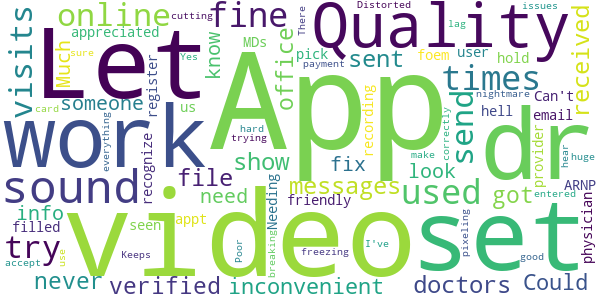 cutting
There
Distorted
issues
online
fine
Quality
appreciated
lag
Let
App
know
MDs
pick
sent
foem
user
hold
received
visits
Much
sure
Yes
office
payment
times
nightmare
Can't
card
someone
register
us
recording
send
hell
email
work
everything
hard
trying
correctly
dr
recognize
show
fix
make
provider
hear
huge
sound
file
look
used
messages
got
entered
ARNP
info
video
need
Needing
friendly
set
physician
try
filled
seen
appt
Poor
breaking
freezing
I've
pixeling
good
accept
use
Keeps
never
verified
inconvenient
doctors
Could